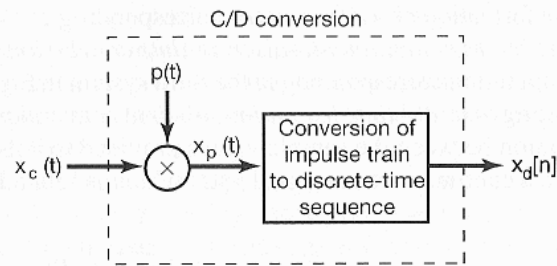 C/D conversion
p(t)
x_c (t)
×
x_p (t)
Conversion of
impulse train
to discrete-time
sequence
x_d[n]